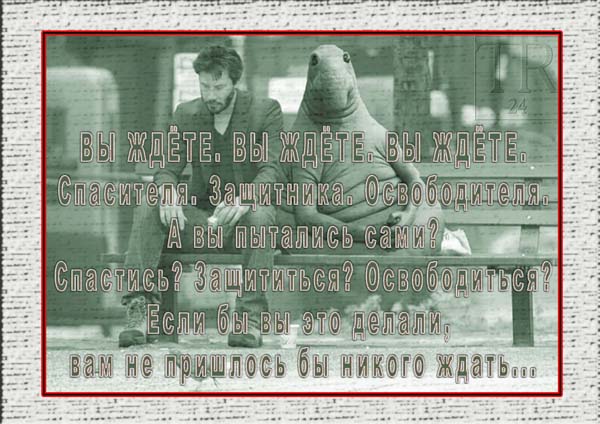 TR
24
ВЫ ЖДЁТЕ. ВЫ ЖДЁТЕ. ВЫ ЖДЁТЕ.
Спасителя. Защитника. Освободителя.
А вы пытались сами?
Спастись? Защититься? Освободиться?
Если бы вы это делали,
вам не пришлось бы никого ждать...